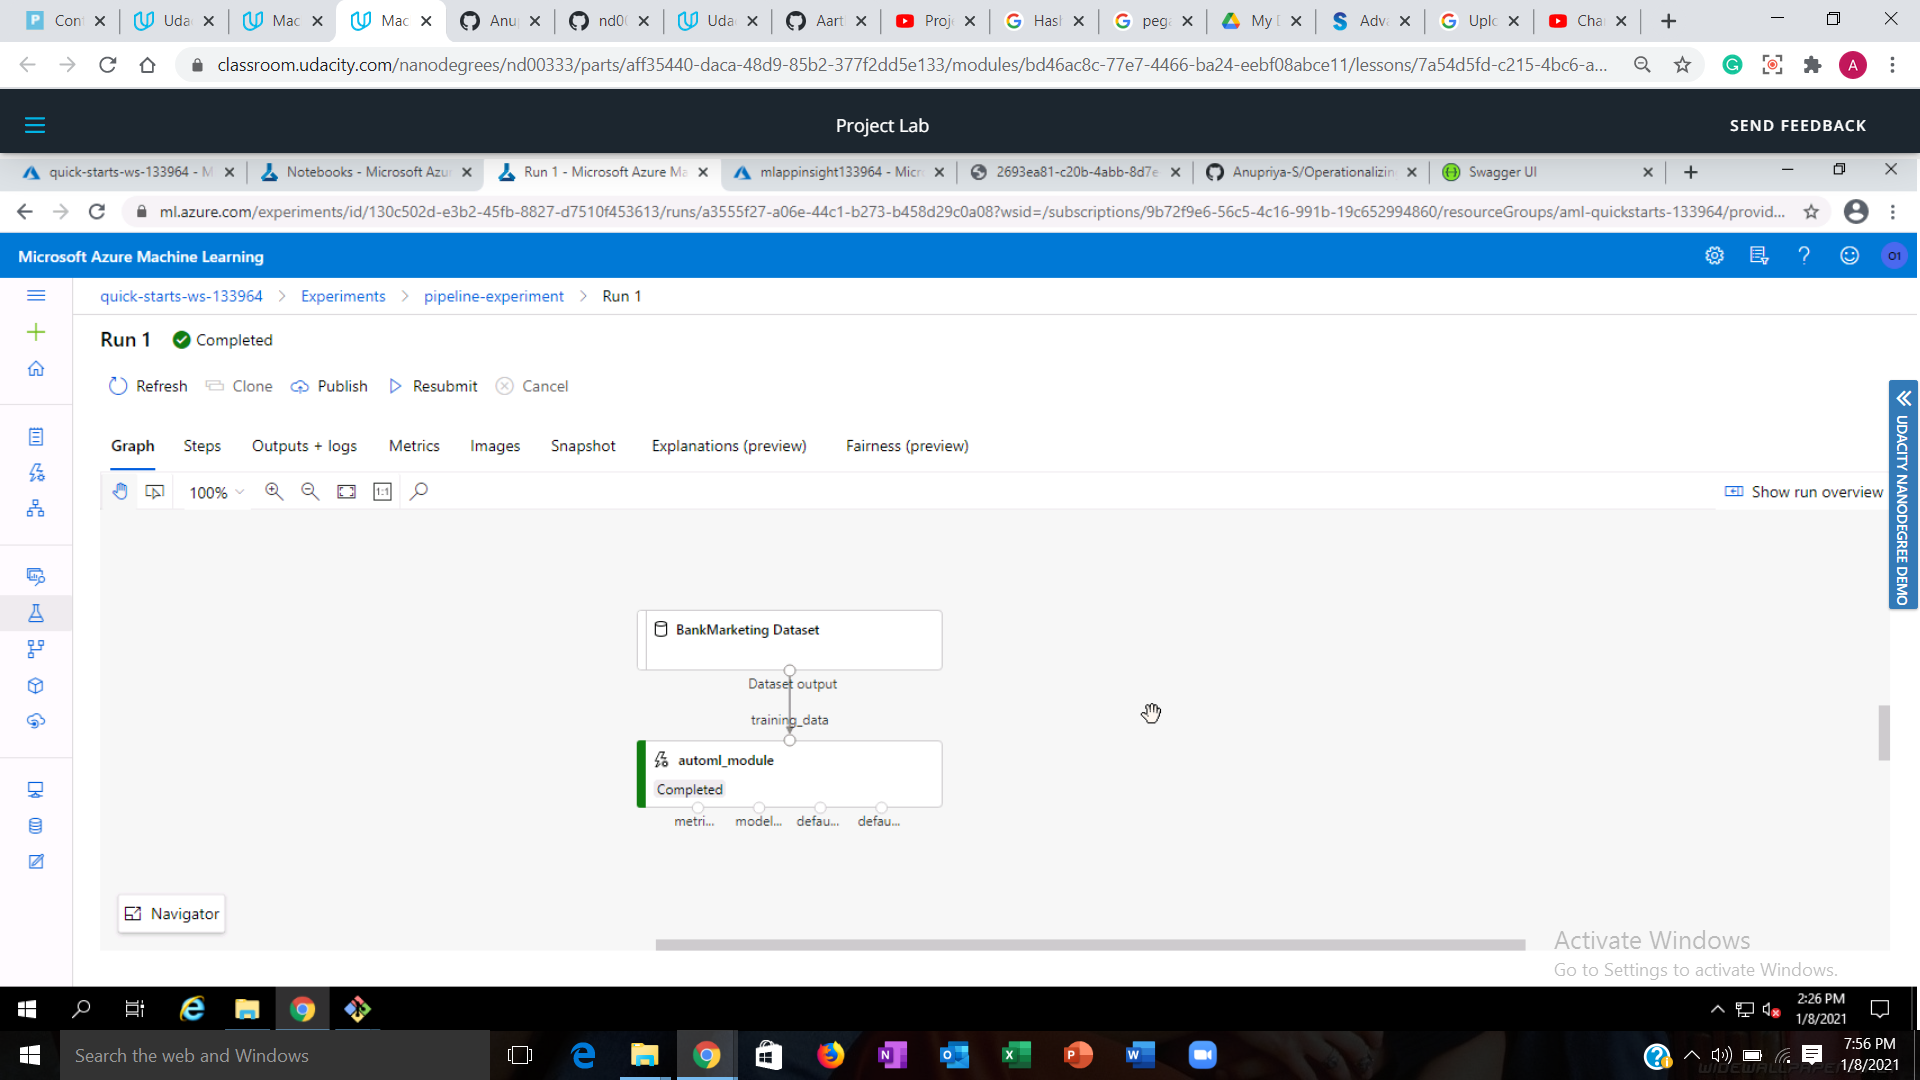 Con
Uda
Mac
Mac
Anu
nd0
Uda
Aart
Proj
Hash
pega
My
Adv
Uplo
Cha
classroom.udacity.com/nanodegrees/nd00333/parts/aff35440-daca-48d9-85b2-377f2dd5e133/modules/bd46ac8c-77e7-4466-ba24-eebf08abce11/lessons/7a54d5fd-c215-4bc6-a...
A
Project Lab
SEND FEEDBACK
quick-starts-ws-133964 - M
Notebooks - Microsoft Azur
Run 1 - Microsoft Azure Ma
mlappinsight133964 - Micr
2693ea81-c20b-4abb-8d7e
Anupriya-S/Operationalizin
Swagger UI
ml.azure.com/experiments/id/130c502d-e3b2-45fb-8827-d7510f453613/runs/a3555f27-a06e-44c1-b273-b458d29c0a08?wsid=/subscriptions/9b72f9e6-56c5-4c16-991b-19c652994860/resourceGroups/aml-quickstarts-133964/provid...
Microsoft Azure Machine Learning
O1
quick-starts-ws-133964 > Experiments > pipeline-experiment > Run 1
Run 1 Completed
Refresh Clone Publish Resubmit Cancel
Graph Steps Outputs + logs Metrics Images Snapshot Explanations (preview) Fairness (preview)
100% 1:1 Show run overview
UDACITY NANODEGREE DEMO
BankMarketing Dataset
Dataset output
training_data
automl_module
Completed
metri... model... defau... defau...
Navigator
Activate Windows
Go to Settings to activate Windows.
2:26 PM
1/8/2021
Search the web and Windows
7:56 PM
1/8/2021